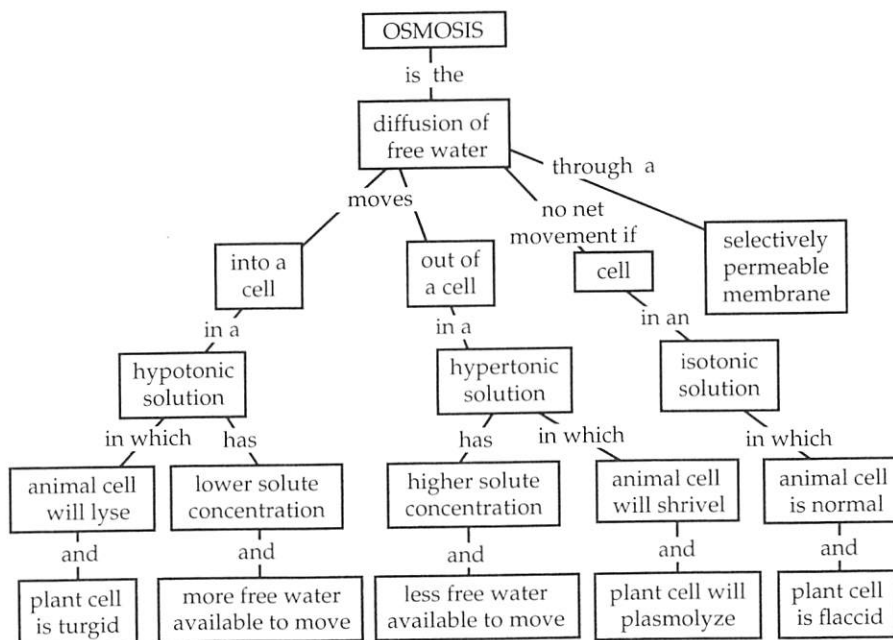 OSMOSIS
is the
diffusion of
free water
through a
moves
no net
movement if
into a
cell
out of
a cell
cell
selectively
permeable
membrane
in a
in a
in an
hypotonic
solution
hypertonic
solution
isotonic
solution
in which
has
has
in which
in which
animal cell
will lyse
lower solute
concentration
higher solute
concentration
animal cell
will shrivel
animal cell
is normal
and
and
and
and
and
plant cell
is turgid
more free water
available to move
less free water
available to move
plant cell will
plasmolyze
plant cell
is flaccid